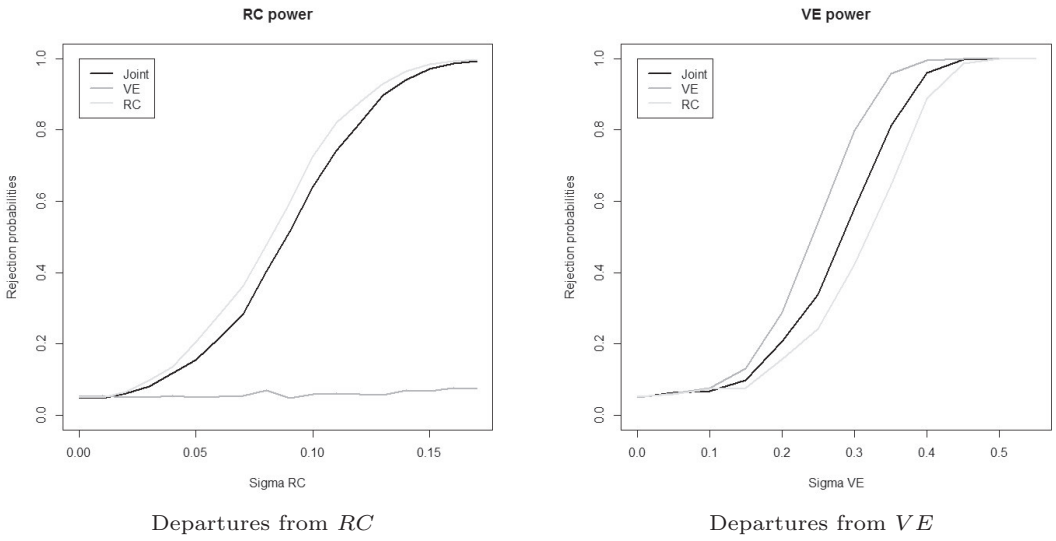 RC power
VE power
Joint
VE
RC
Joint
VE
RC
Rejection probabilities
0.0
0.2
0.4
0.6
0.8
1.0
Rejection probabilities
0.0
0.2
0.4
0.6
0.8
1.0
0.00
0.05
0.10
0.15
0.0
0.1
0.2
0.3
0.4
0.5
Sigma RC
Sigma VE
Departures from RC
Departures from VE